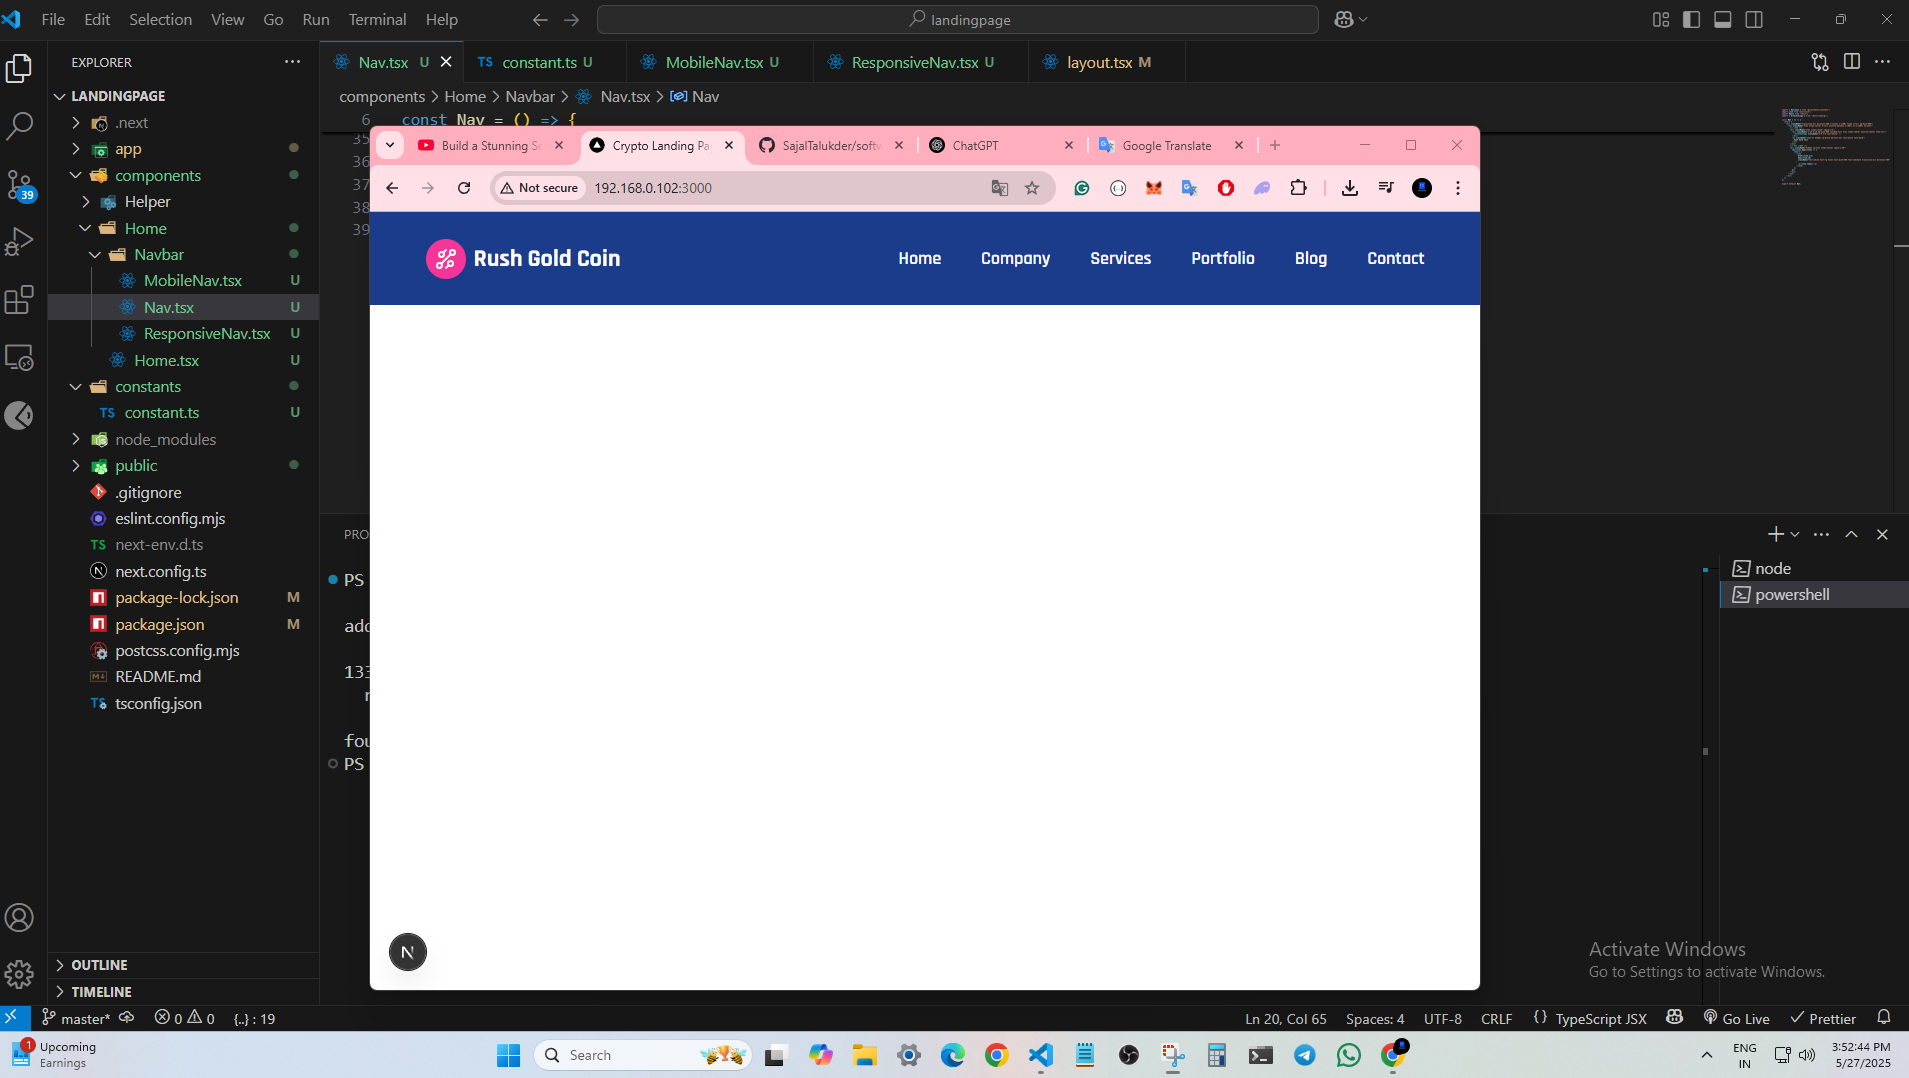 File Edit Selection View Go Run Terminal Help
landingpage
EXPLORER
Nav.tsx U
TS constant.ts U
MobileNav.tsx U
ResponsiveNav.tsx U
layout.tsx M
LANDINGPAGE
components > Home > Navbar > Nav.tsx > Nav
.next
6 const Nav = () => {
35
36
37
38
39
app
components
Helper
Home
Navbar
MobileNav.tsx U
Nav.tsx U
ResponsiveNav.tsx U
Home.tsx U
constants
TS constant.ts U
node_modules
public
.gitignore
eslint.config.mjs
TS next-env.d.ts
next.config.ts
package-lock.json M
package.json M
postcss.config.mjs
README.md
TS tsconfig.json
39
OUTLINE
TIMELINE
Build a Stunning
Crypto Landing
SajalTalukder/
ChatGPT
Google Translate
Not secure
192.168.0.102:3000
Rush Gold Coin
Home
Company
Services
Portfolio
Blog
Contact
N
PS
133
PS
node
powershell
Activate Windows
Go to Settings to activate Windows.
master*
0 0
{..} : 19
Ln 20, Col 65
Spaces: 4
UTF-8
CRLF
{} TypeScript JSX
Go Live
Prettier
1
Upcoming
Earnings
Search
ENG
IN
3:52:44 PM
5/27/2025